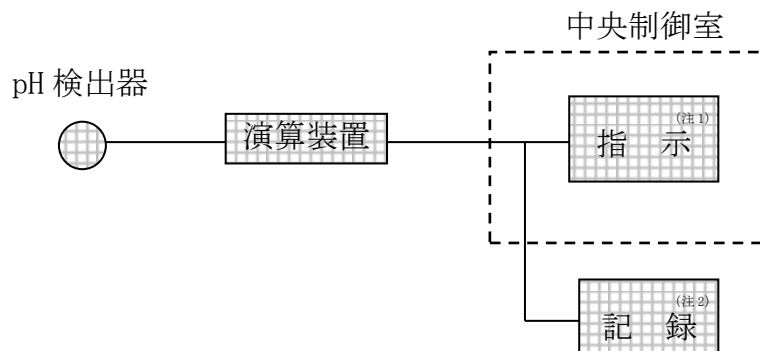 中央制御室
pH 検出器
演算装置
指 示 (注1)
記 録 (注2)